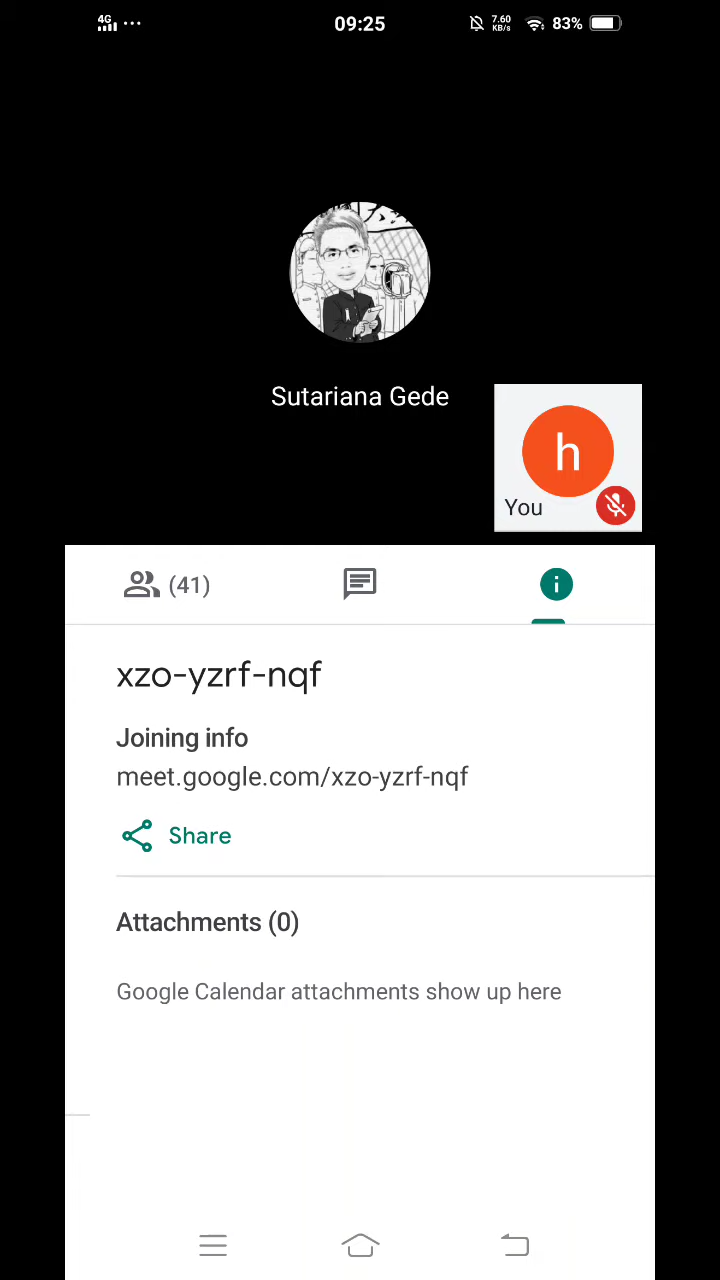 4G 09:25 7.60 KB/s 83%
Sutariana Gede
h
You
(41)
xzo-yzrf-nqf
Joining info
meet.google.com/xzo-yzrf-nqf
Share
Attachments (0)
Google Calendar attachments show up here